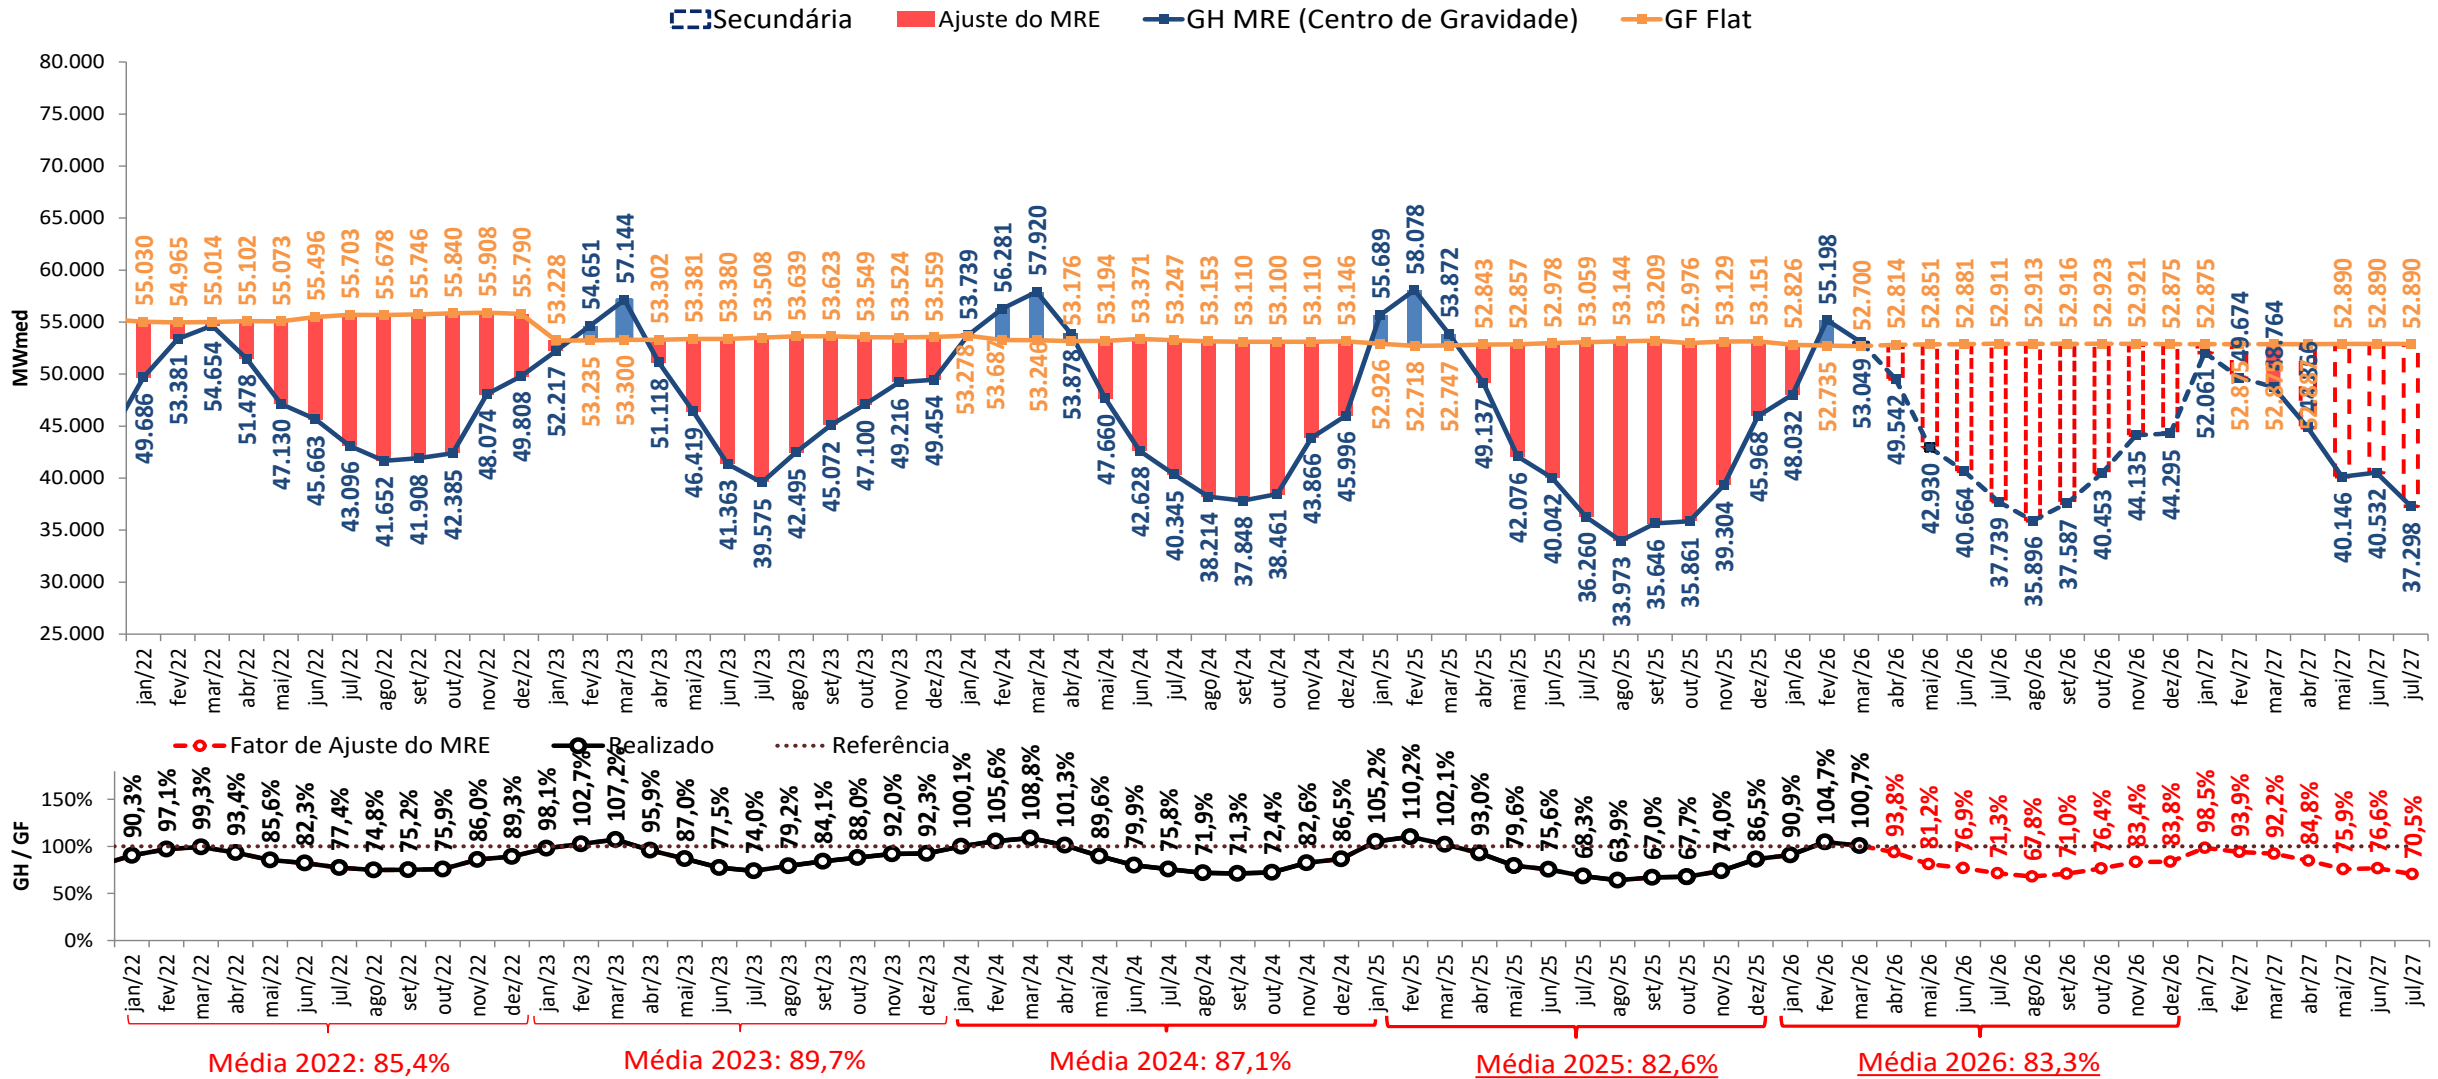 Secundária Ajuste do MRE GH MRE (Centro de Gravidade) GF Flat
MWmed
80.000
75.000
70.000
65.000
60.000
55.000
50.000
45.000
40.000
35.000
30.000
25.000
55.030 54.965 55.014 55.102 55.073 55.496 55.703 55.678 55.746 55.840 55.908 55.790 53.228 53.235 53.300 53.302 53.381 53.380 53.508 53.639 53.623 53.549 53.524 53.559 53.278 53.687 53.246 53.176 53.194 53.371 53.247 53.153 53.110 53.100 53.110 53.146 52.926 52.718 52.747 52.843 52.857 52.978 53.059 53.144 53.209 52.976 53.129 53.151 52.826 52.735 52.700 52.814 52.851 52.881 52.911 52.913 52.916 52.923 52.921 52.875 52.875 52.890 52.890 52.890
49.686 53.381 54.654 51.478 47.130 45.663 43.096 41.652 41.908 42.385 48.074 49.808 52.217 54.651 57.144 51.118 46.419 41.363 39.575 42.495 45.072 47.100 49.216 49.454 53.739 56.281 57.920 53.878 47.660 42.628 40.345 38.214 37.848 38.461 43.866 45.996 55.689 58.078 53.872 49.137 42.076 40.042 36.260 33.973 35.646 35.861 39.304 45.968 48.032 55.198 53.049 49.542 42.930 40.664 37.739 35.896 37.587 40.453 44.135 44.295 52.061 49.674 48.764 44.866 40.146 40.532 37.298
jan/22 fev/22 mar/22 abr/22 mai/22 jun/22 jul/22 ago/22 set/22 out/22 nov/22 dez/22 jan/23 fev/23 mar/23 abr/23 mai/23 jun/23 jul/23 ago/23 set/23 out/23 nov/23 dez/23 jan/24 fev/24 mar/24 abr/24 mai/24 jun/24 jul/24 ago/24 set/24 out/24 nov/24 dez/24 jan/25 fev/25 mar/25 abr/25 mai/25 jun/25 jul/25 ago/25 set/25 out/25 nov/25 dez/25 jan/26 fev/26 mar/26 abr/26 mai/26 jun/26 jul/26 ago/26 set/26 out/26 nov/26 dez/26 jan/27 fev/27 mar/27 abr/27 mai/27 jun/27 jul/27
Fator de Ajuste do MRE Realizado Referência
GH / GF
150%
100%
50%
0%
90,3% 97,1% 99,3% 93,4% 85,6% 82,3% 77,4% 74,8% 75,2% 75,9% 86,0% 89,3% 98,1% 102,7% 107,2% 95,9% 87,0% 77,5% 74,0% 79,2% 84,1% 88,0% 92,0% 92,3% 100,1% 105,6% 108,8% 101,3% 89,6% 79,9% 75,8% 71,9% 71,3% 72,4% 82,6% 86,5% 105,2% 110,2% 102,1% 93,0% 79,6% 75,6% 68,3% 63,9% 67,0% 67,7% 74,0% 86,5% 90,9% 104,7% 100,7% 93,8% 81,2% 76,9% 71,3% 67,8% 71,0% 76,4% 83,4% 83,8% 98,5% 93,9% 92,2% 84,8% 75,9% 76,6% 70,5%
jan/22 fev/22 mar/22 abr/22 mai/22 jun/22 jul/22 ago/22 set/22 out/22 nov/22 dez/22 jan/23 fev/23 mar/23 abr/23 mai/23 jun/23 jul/23 ago/23 set/23 out/23 nov/23 dez/23 jan/24 fev/24 mar/24 abr/24 mai/24 jun/24 jul/24 ago/24 set/24 out/24 nov/24 dez/24 jan/25 fev/25 mar/25 abr/25 mai/25 jun/25 jul/25 ago/25 set/25 out/25 nov/25 dez/25 jan/26 fev/26 mar/26 abr/26 mai/26 jun/26 jul/26 ago/26 set/26 out/26 nov/26 dez/26 jan/27 fev/27 mar/27 abr/27 mai/27 jun/27 jul/27
Média 2022: 85,4% Média 2023: 89,7% Média 2024: 87,1% Média 2025: 82,6% Média 2026: 83,3%